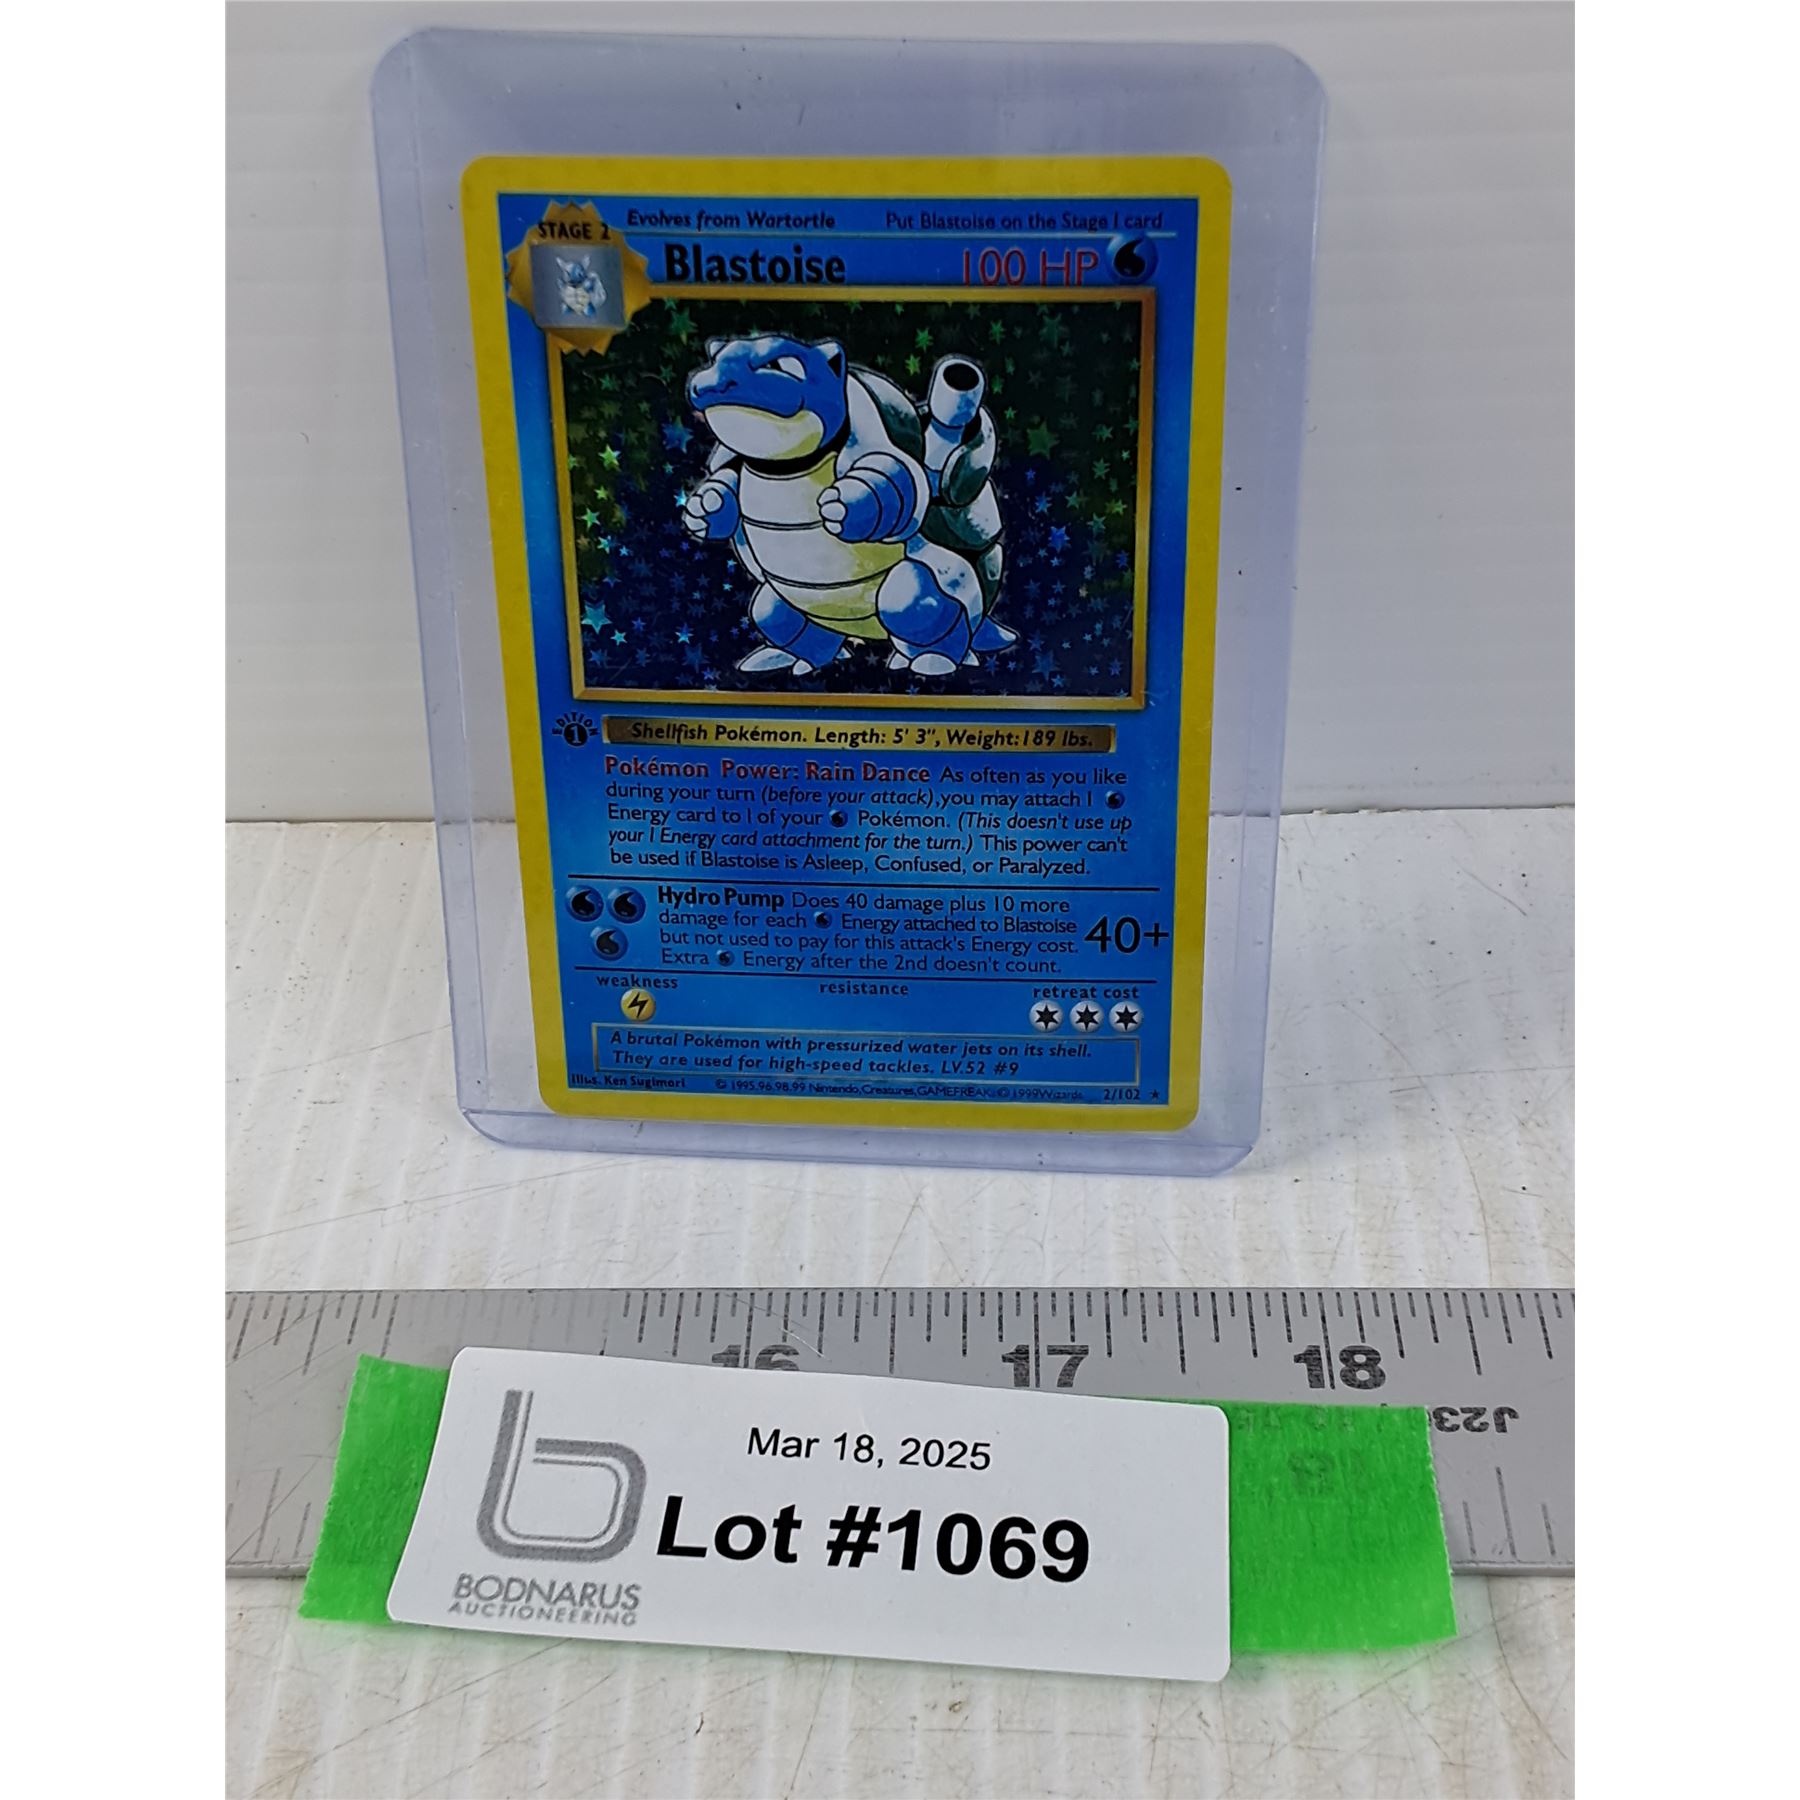 Evolves from Wartortle Put Blastoise on the Stage 1 card
STAGE 2
Blastoise 100 HP
EDITION 1
Shellfish Pokémon. Length: 5' 3", Weight:189 lbs.
Pokémon Power: Rain Dance As often as you like
during your turn (before your attack),you may attach 1
Energy card to 1 of your Pokémon. (This doesn't use up
your 1 Energy card attachment for the turn.) This power can't
be used if Blastoise is Asleep, Confused, or Paralyzed.
Hydro Pump Does 40 damage plus 10 more
damage for each Energy attached to Blastoise
but not used to pay for this attack's Energy cost.
Extra Energy after the 2nd doesn't count.
40+
weakness resistance retreat cost
A brutal Pokémon with pressurized water jets on its shell.
They are used for high-speed tackles. LV.52 #9
Illus. Ken Sugimori © 1995,96,98,99 Nintendo,Creatures,GAMEFREAK.© 1999Wizards 2/102
16 17 18
J23
Mar 18, 2025
Lot #1069
BODNARUS
AUCTIONEERING